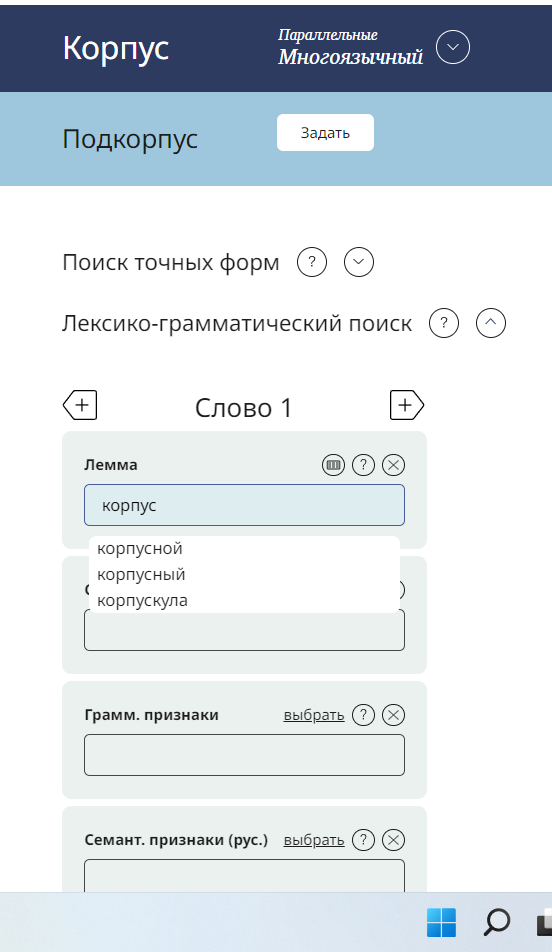 Корпус
Параллельные
Многоязычный
Подкорпус
Задать
Поиск точных форм ?
Лексико-грамматический поиск ?
Слово 1
Лемма ?
корпус
корпусной
корпусный
корпускула
Грамм. признаки выбрать ?
Семант. признаки (рус.) выбрать ?